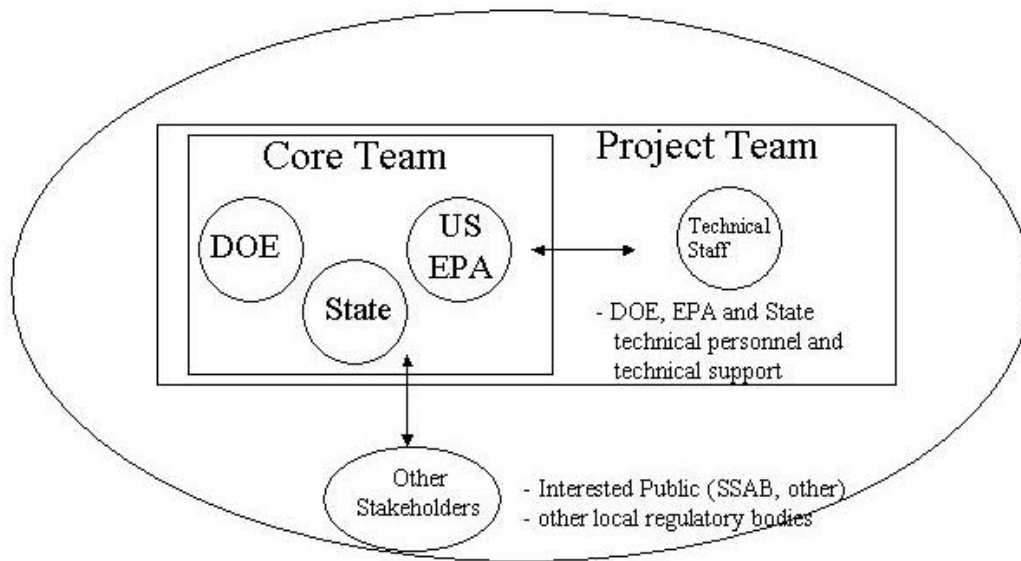 Core Team
Project Team
DOE
State
US
EPA
Technical
Staff
- DOE, EPA and State
technical personnel and
technical support
Other
Stakeholders
- Interested Public (SSAB, other)
- other local regulatory bodies